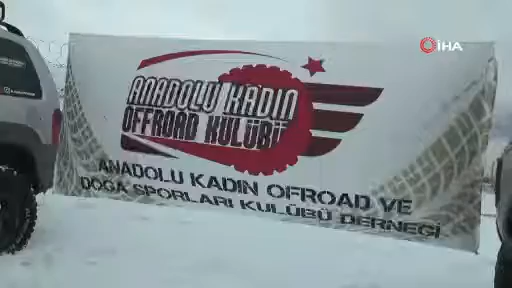 İHA
ANADOLU KADIN
OFFROAD KULÜBÜ
ANADOLU KADIN OFROAD VE
DOĞA SPORLARI KULÜBÜ DERNEĞİ